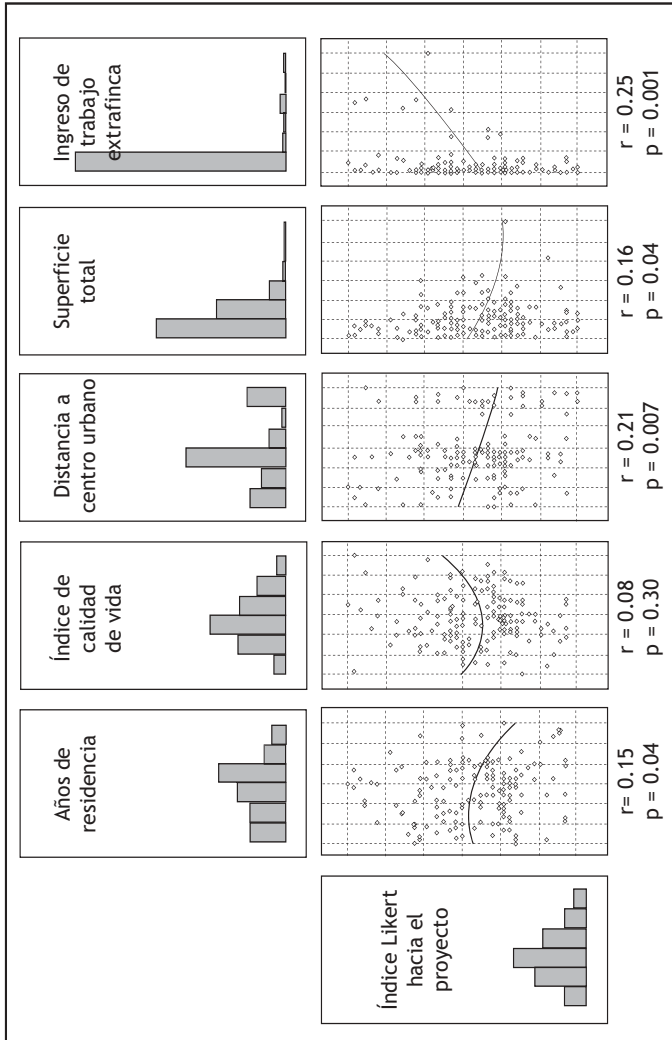 Años de
residencia
Índice de
calidad
de vida
Distancia a
centro urbano
Superficie
total
Ingreso de
trabajo
extrafinca
Índice Likert
hacia el
proyecto
r= 0.15
p = 0.04
r = 0.08
p = 0.30
r = 0.21
p = 0.007
r = 0.16
p = 0.04
r = 0.25
p = 0.001